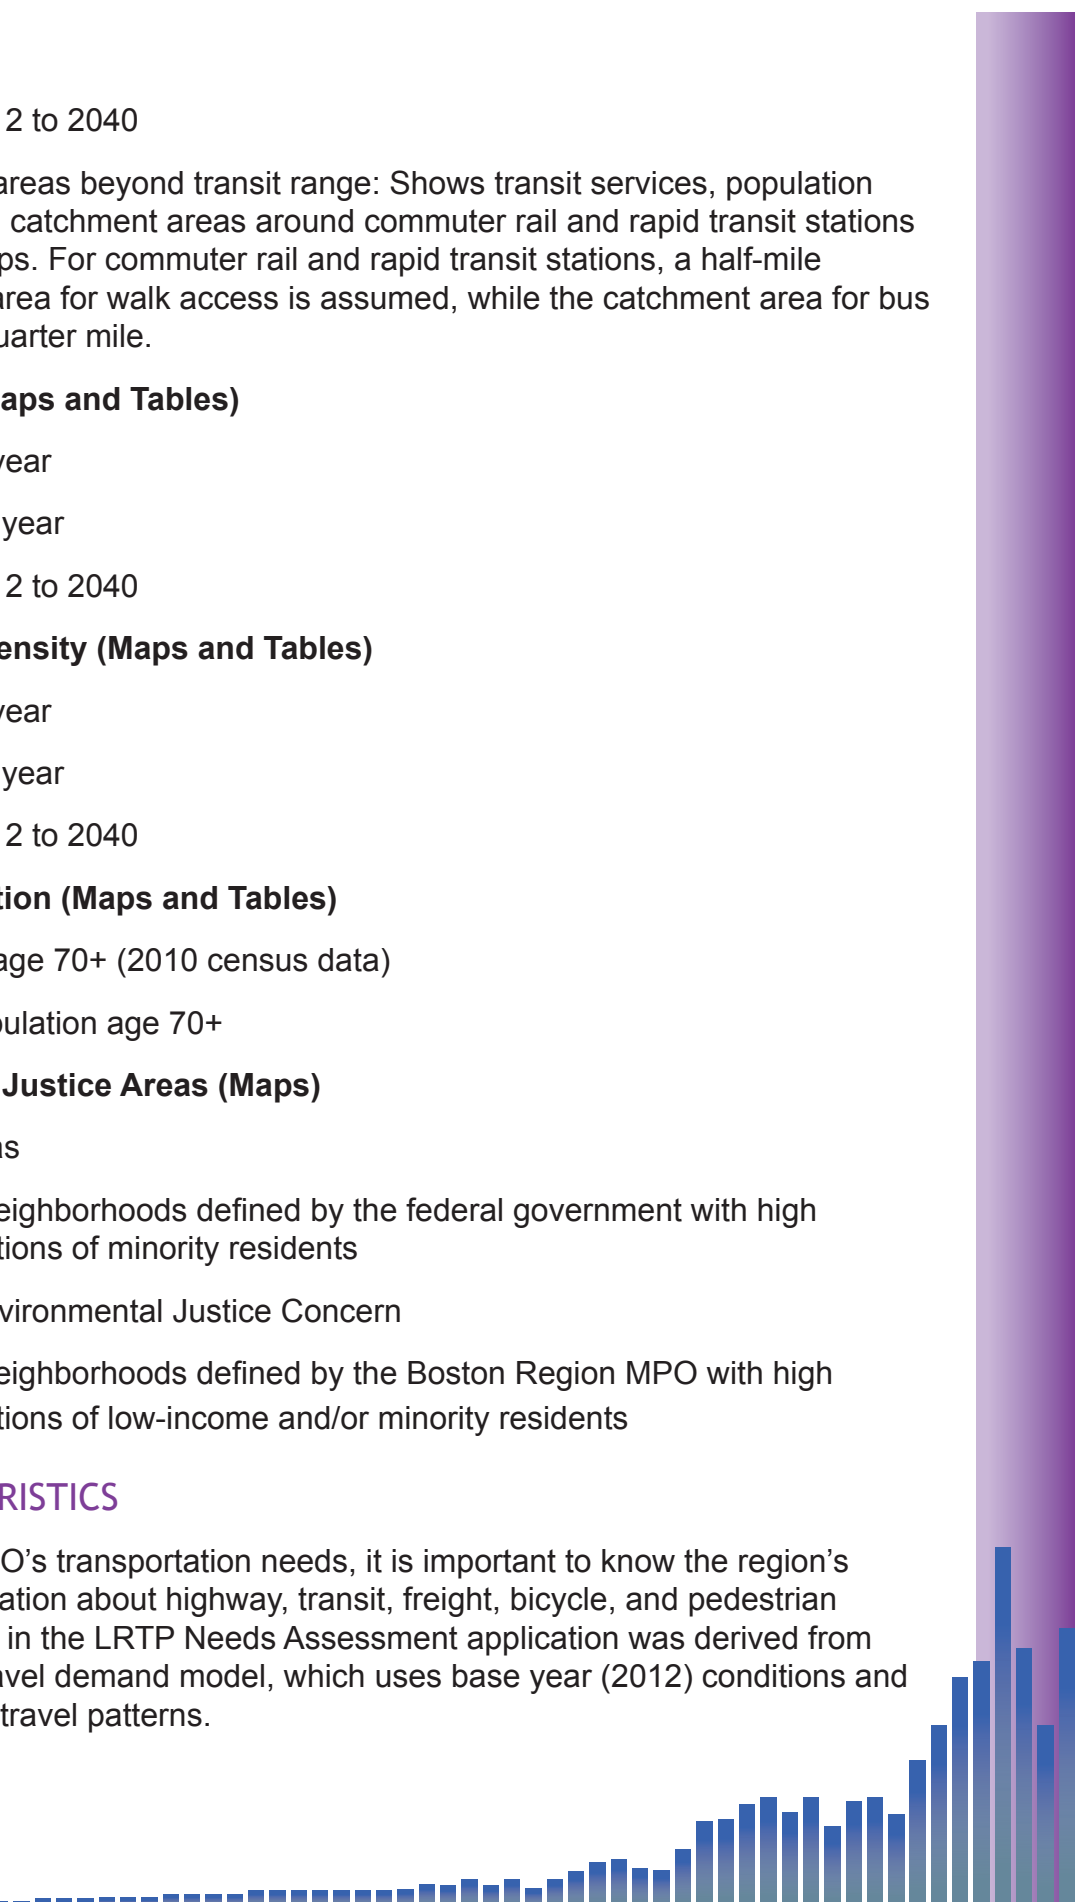 2 to 2040
areas beyond transit range: Shows transit services, population
catchment areas around commuter rail and rapid transit stations
ps. For commuter rail and rapid transit stations, a half-mile
area for walk access is assumed, while the catchment area for bus
uarter mile.
aps and Tables)
year
year
2 to 2040
ensity (Maps and Tables)
year
year
2 to 2040
tion (Maps and Tables)
age 70+ (2010 census data)
pulation age 70+
Justice Areas (Maps)
as
eighborhoods defined by the federal government with high
tions of minority residents
vironmental Justice Concern
eighborhoods defined by the Boston Region MPO with high
tions of low-income and/or minority residents
RISTICS
O's transportation needs, it is important to know the region's
ation about highway, transit, freight, bicycle, and pedestrian
in the LRTP Needs Assessment application was derived from
avel demand model, which uses base year (2012) conditions and
travel patterns.